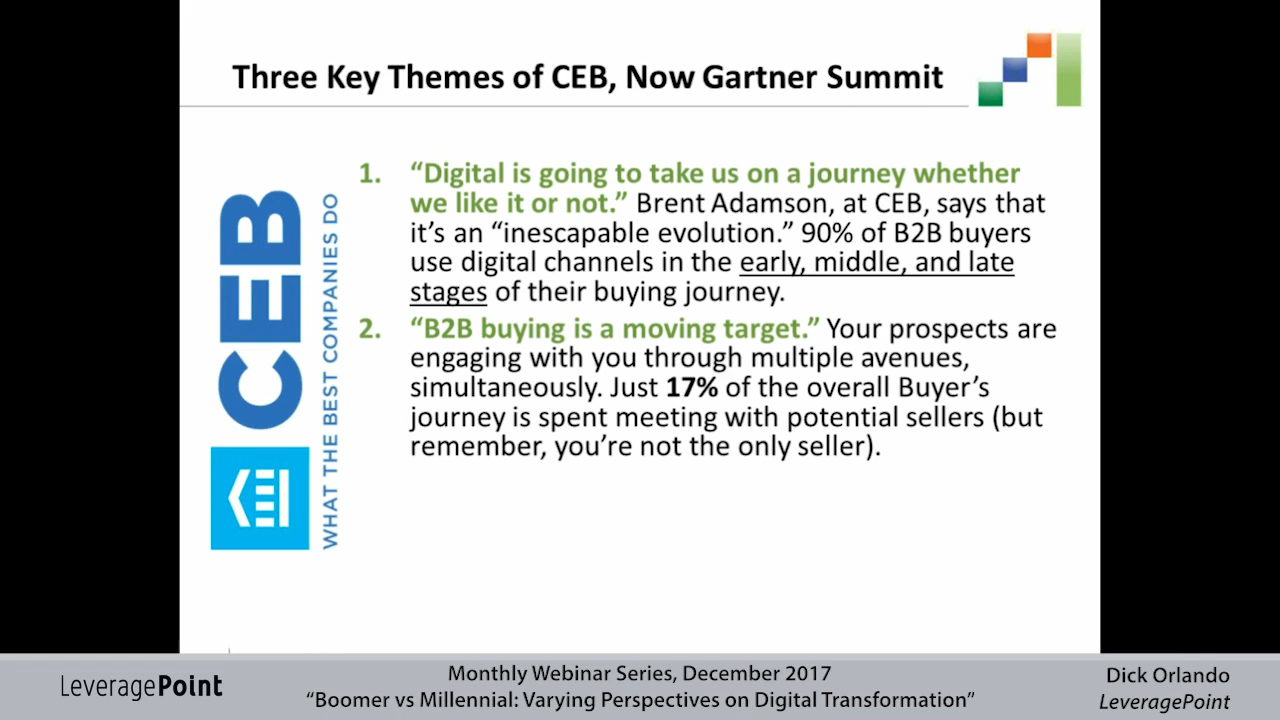 Three Key Themes of CEB, Now Gartner Summit
CEB
WHAT THE BEST COMPANIES DO
1. “Digital is going to take us on a journey whether
we like it or not.” Brent Adamson, at CEB, says that
it’s an “inescapable evolution.” 90% of B2B buyers
use digital channels in the early, middle, and late
stages of their buying journey.
2. “B2B buying is a moving target.” Your prospects are
engaging with you through multiple avenues,
simultaneously. Just 17% of the overall Buyer’s
journey is spent meeting with potential sellers (but
remember, you’re not the only seller).
LeveragePoint
Monthly Webinar Series, December 2017
“Boomer vs Millennial: Varying Perspectives on Digital Transformation”
Dick Orlando
LeveragePoint